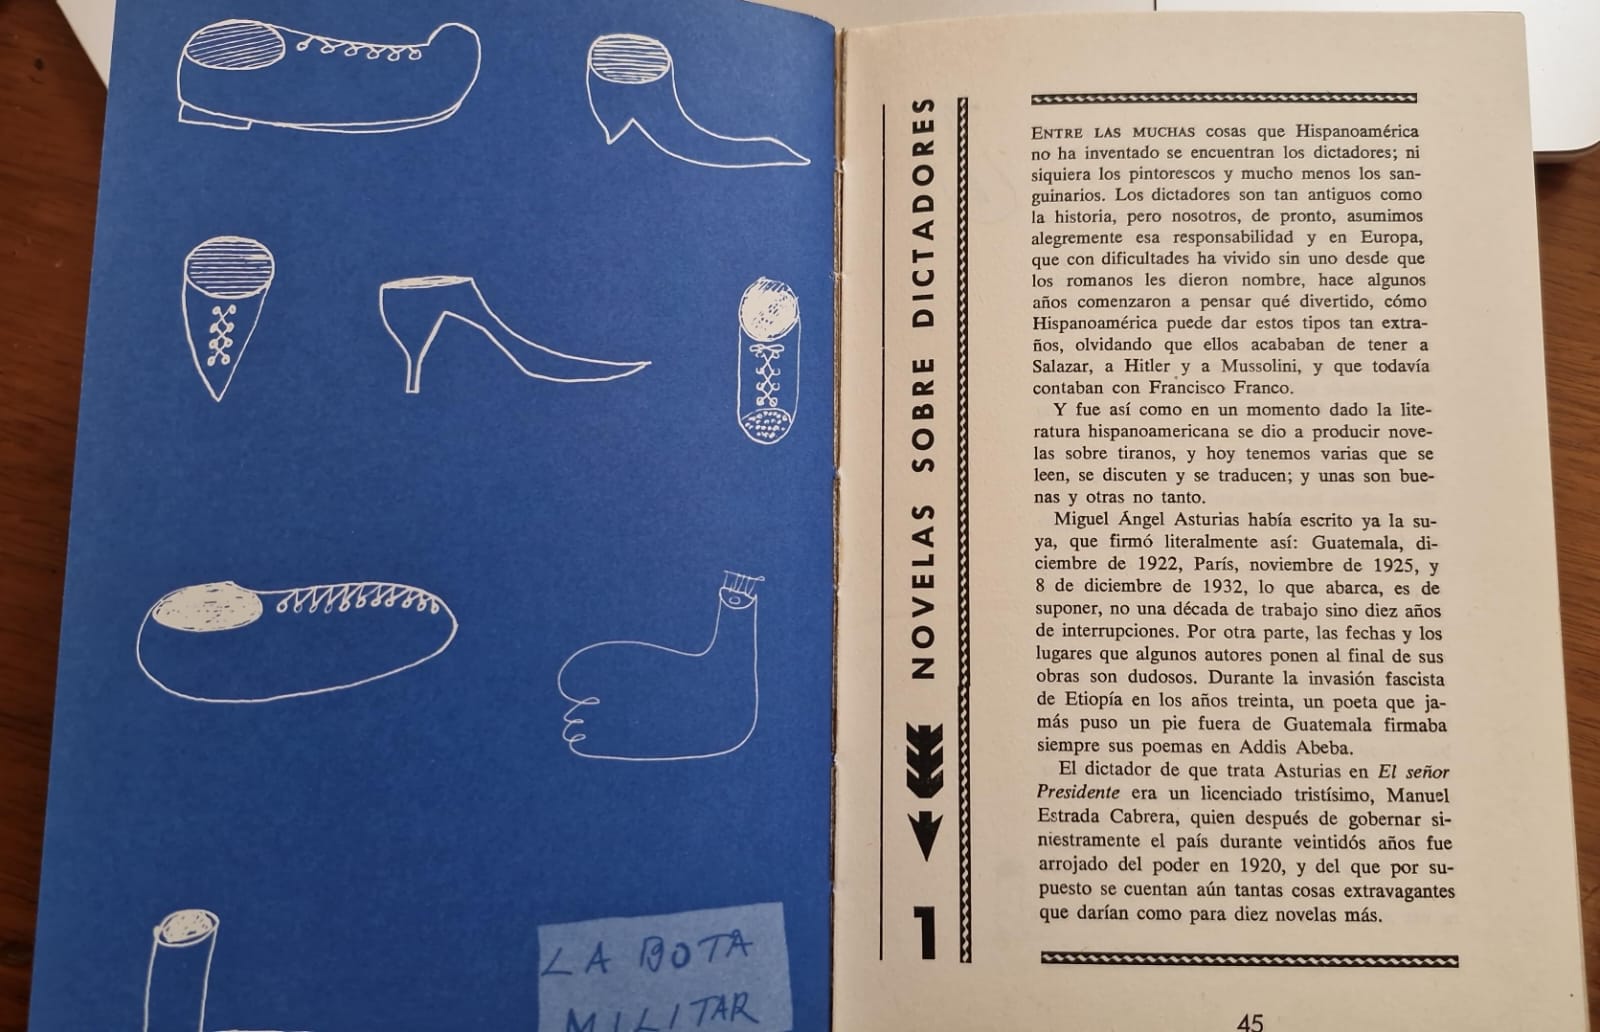 LA BOTA
MILITAR
NOVELAS SOBRE DICTADORES
1
ENTRE LAS MUCHAS cosas que Hispanoamérica
no ha inventado se encuentran los dictadores; ni
siquiera los pintorescos y mucho menos los san-
guinarios. Los dictadores son tan antiguos como
la historia, pero nosotros, de pronto, asumimos
alegremente esa responsabilidad y en Europa,
que con dificultades ha vivido sin uno desde que
los romanos les dieron nombre, hace algunos
años comenzaron a pensar qué divertido, cómo
Hispanoamérica puede dar estos tipos tan extra-
ños, olvidando que ellos acababan de tener a
Salazar, a Hitler y a Mussolini, y que todavía
contaban con Francisco Franco.
Y fue así como en un momento dado la lite-
ratura hispanoamericana se dio a producir nove-
las sobre tiranos, y hoy tenemos varias que se
leen, se discuten y se traducen; y unas son bue-
nas y otras no tanto.
Miguel Ángel Asturias había escrito ya la su-
ya, que firmó literalmente así: Guatemala, di-
ciembre de 1922, París, noviembre de 1925, y
8 de diciembre de 1932, lo que abarca, es de
suponer, no una década de trabajo sino diez años
de interrupciones. Por otra parte, las fechas y los
lugares que algunos autores ponen al final de sus
obras son dudosos. Durante la invasión fascista
de Etiopía en los años treinta, un poeta que ja-
más puso un pie fuera de Guatemala firmaba
siempre sus poemas en Addis Abeba.
El dictador de que trata Asturias en El señor
Presidente era un licenciado tristísimo, Manuel
Estrada Cabrera, quien después de gobernar si-
niestramente el país durante veintidós años fue
arrojado del poder en 1920, y del que por su-
puesto se cuentan aún tantas cosas extravagantes
que darían como para diez novelas más.
45